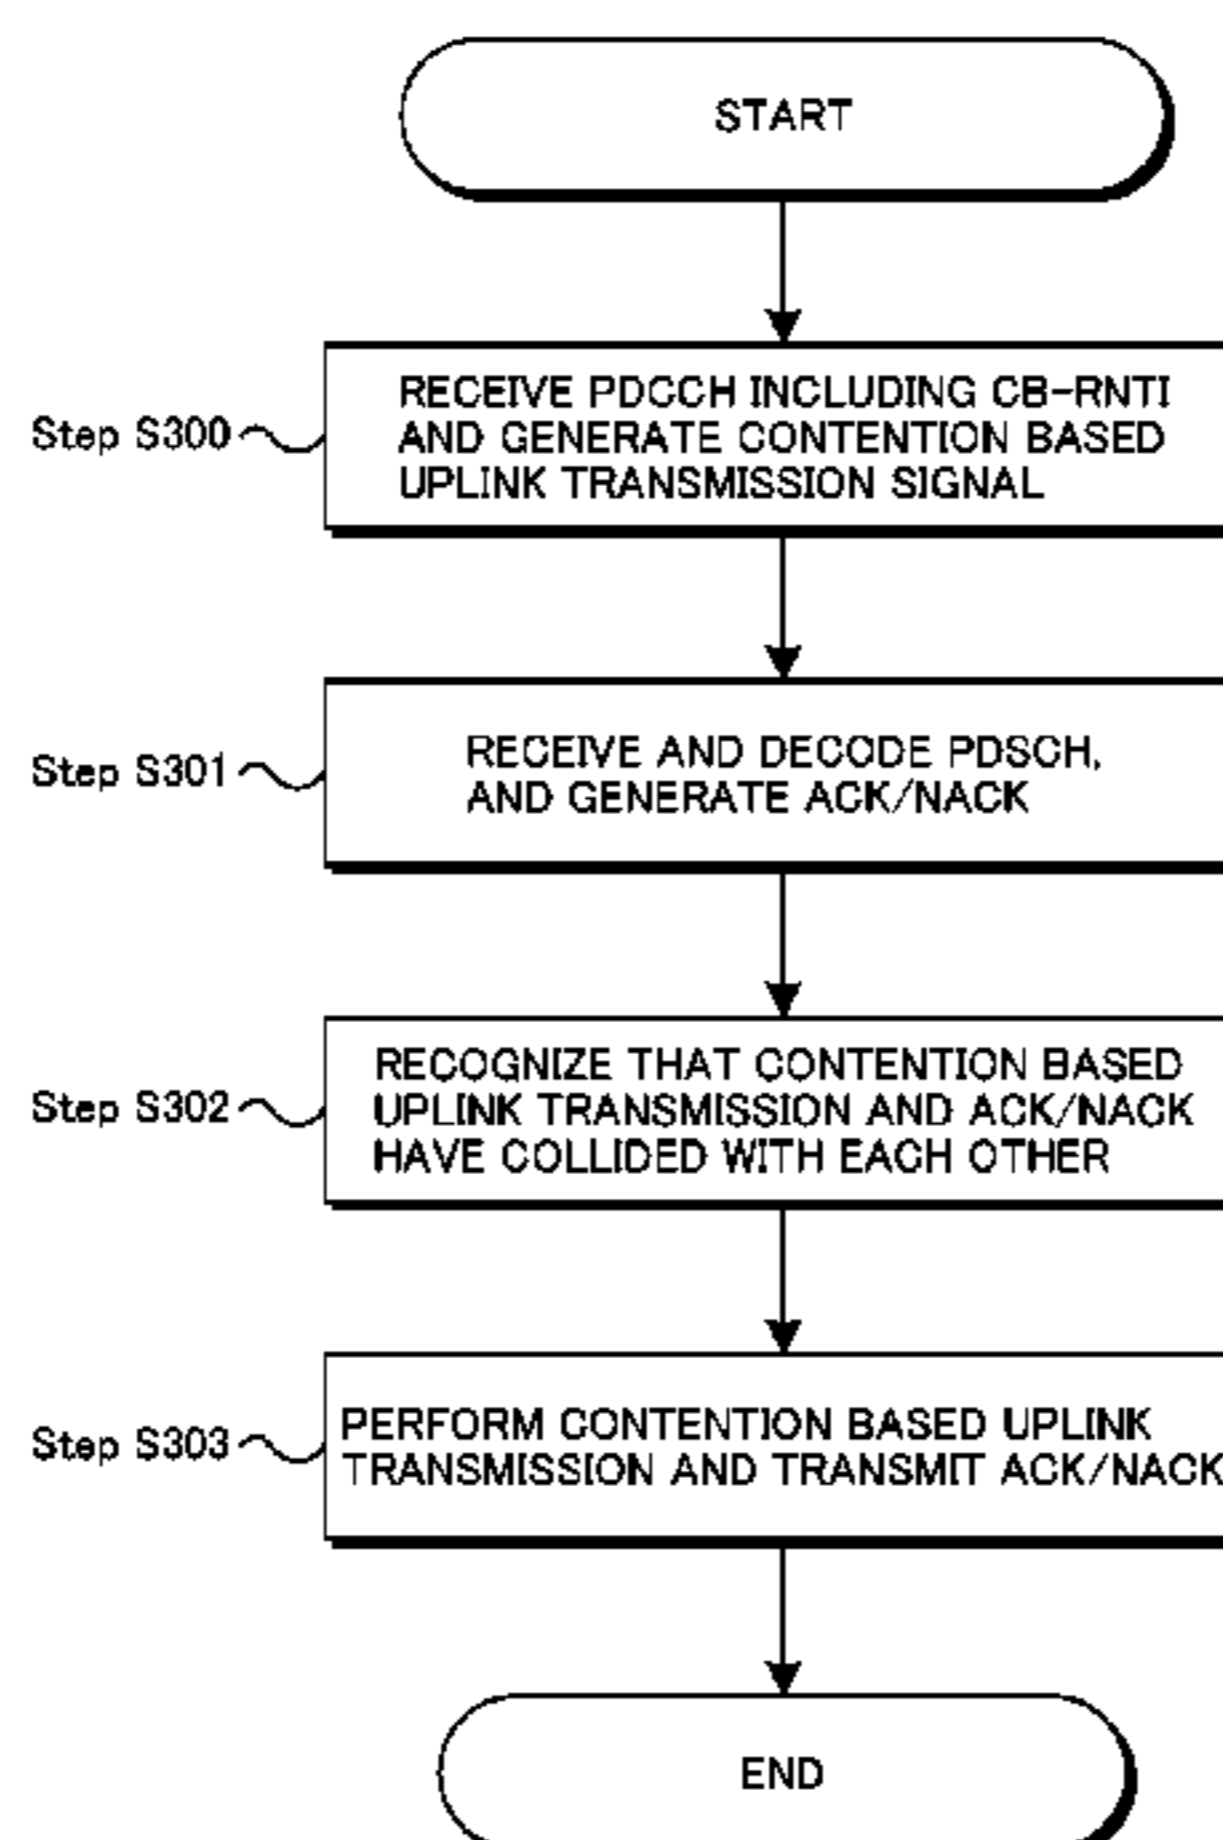 START
Step S300
RECEIVE PDCCH INCLUDING CB-RNTI
AND GENERATE CONTENTION BASED
UPLINK TRANSMISSION SIGNAL
Step S301
RECEIVE AND DECODE PDSCH,
AND GENERATE ACK/NACK
Step S302
RECOGNIZE THAT CONTENTION BASED
UPLINK TRANSMISSION AND ACK/NACK
HAVE COLLIDED WITH EACH OTHER
Step S303
PERFORM CONTENTION BASED UPLINK
TRANSMISSION AND TRANSMIT ACK/NACK
END